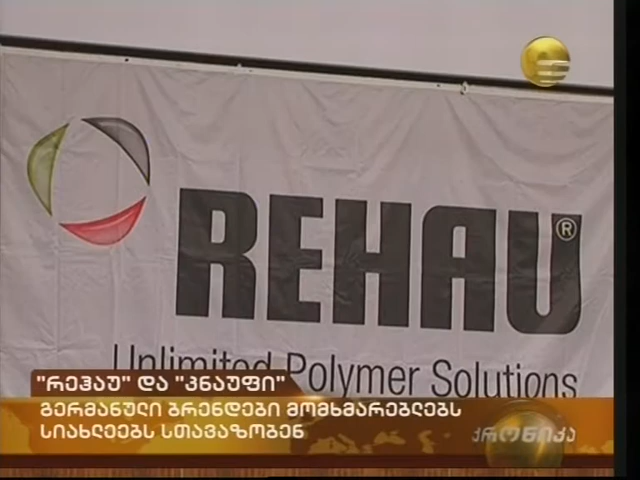 REHAU®
Unlimited Polymer Solutions
"რეჰაუ" და "კნაუფი"
გერმანული ბრენდები მომხმარებლებს
სიახლეებს სთავაზობენ
ქრონიკა